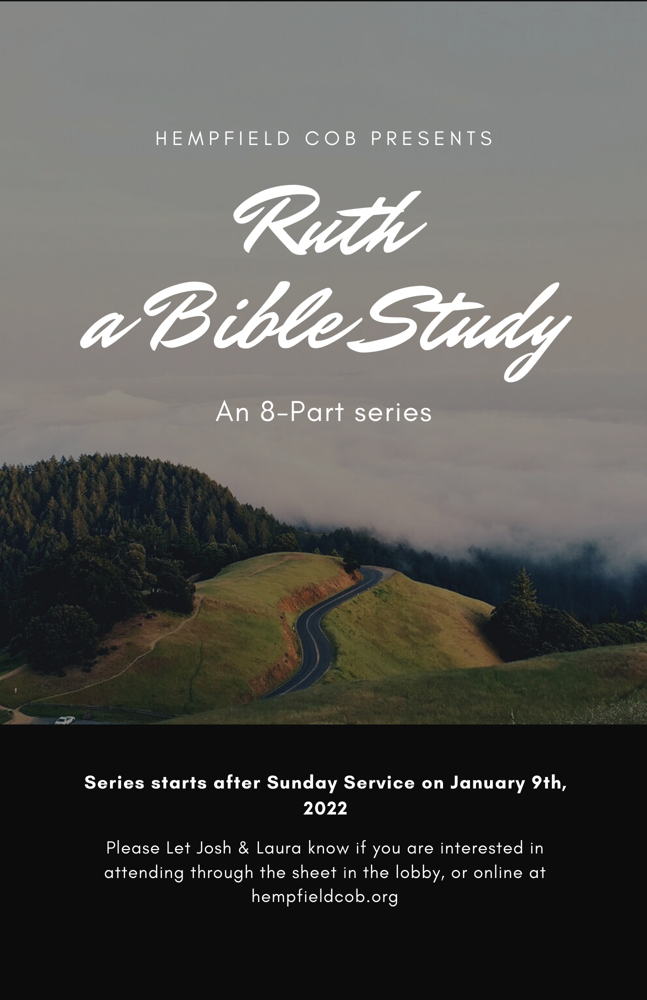 HEMPFIELD COB PRESENTS
Ruth
a Bible Study
An 8-Part series
Series starts after Sunday Service on January 9th,
2022
Please Let Josh & Laura know if you are interested in
attending through the sheet in the lobby, or online at
hempfieldcob.org